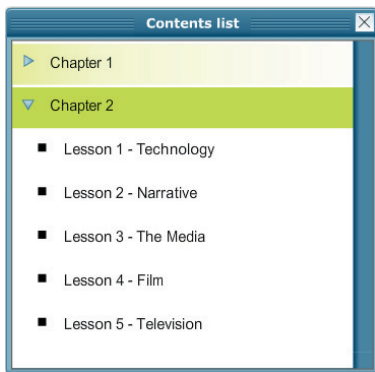 Contents list
Chapter 1
Chapter 2
Lesson 1 - Technology
Lesson 2 - Narrative
Lesson 3 - The Media
Lesson 4 - Film
Lesson 5 - Television